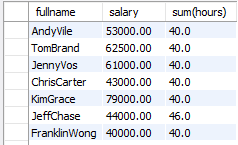 fullname salary sum(hours)
AndyVile 53000.00 40.0
TomBrand 62500.00 40.0
JennyVos 61000.00 40.0
ChrisCarter 43000.00 40.0
KimGrace 79000.00 40.0
JeffChase 44000.00 46.0
FranklinWong 40000.00 40.0